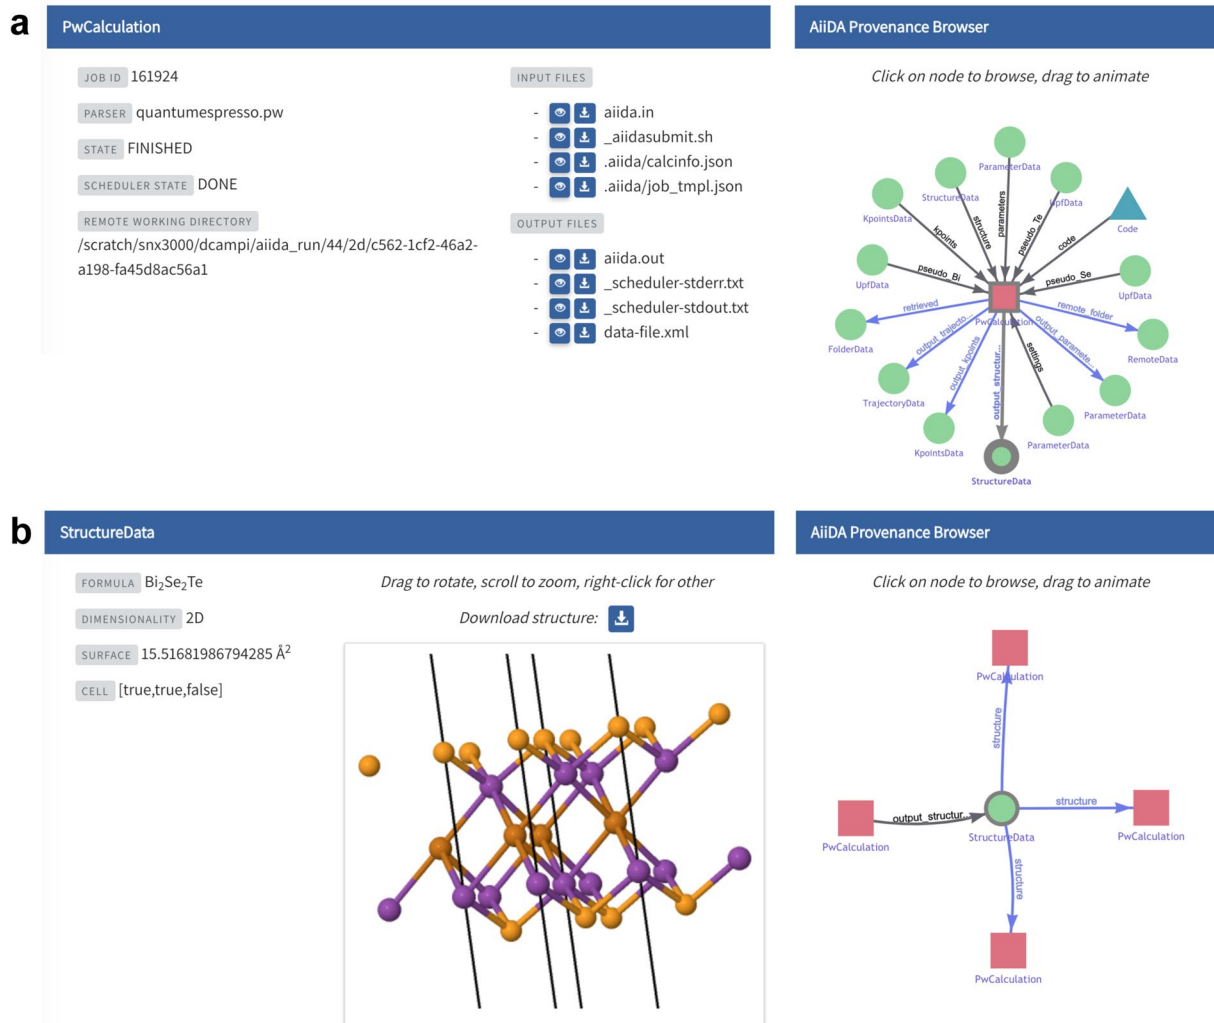 a
PwCalculation
JOB ID 161924
PARSER quantumespresso.pw
STATE FINISHED
SCHEDULER STATE DONE
REMOTE WORKING DIRECTORY
/scratch/snx3000/dcampi/aiida_run/44/2d/c562-1cf2-46a2-
a198-fa45d8ac56a1
INPUT FILES
- aiida.in
- _aiidasubmit.sh
- .aiida/calcinfo.json
- .aiida/job_tmpl.json
OUTPUT FILES
- aiida.out
- _scheduler-stderr.txt
- _scheduler-stdout.txt
- data-file.xml
AiiDA Provenance Browser
Click on node to browse, drag to animate
ParameterData
StructureData
UpfData
KpointsData
Code
parameters
structure
pseudo_Te
kpoints
code
pseudo_Bi
pseudo_Se
UpfData
UpfData
PwCalculation
retrieved
remote_folder
output_trajecto...
output_kpoints
output_structur...
settings
output_paramete...
FolderData
RemoteData
TrajectoryData
ParameterData
KpointsData
ParameterData
StructureData
b
StructureData
FORMULA Bi₂Se₂Te
DIMENSIONALITY 2D
SURFACE 15.51681986794285 Å²
CELL [true,true,false]
Drag to rotate, scroll to zoom, right-click for other
Download structure:
AiiDA Provenance Browser
Click on node to browse, drag to animate
PwCalculation
structure
output_structur...
structure
PwCalculation
StructureData
PwCalculation
structure
PwCalculation